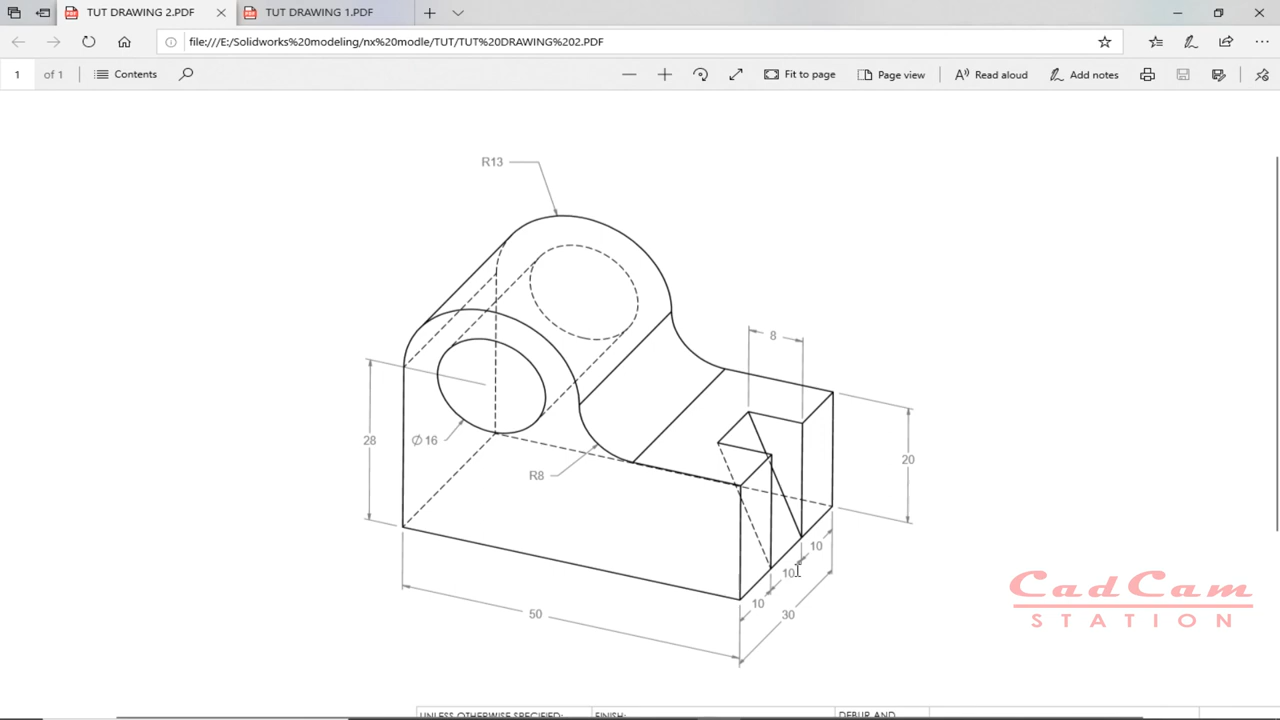 TUT DRAWING 2.PDF
TUT DRAWING 1.PDF
file:///E:/Solidworks%20modeling/nx%20modle/TUT/TUT%20DRAWING%202.PDF
1 of 1
Contents
Fit to page
Page view
Read aloud
Add notes
R13
8
28
Ø16
20
R8
10
10
10
50
30
CadCam
STATION
UNLESS OTHERWISE SPECIFIED:
FINISH:
DEBUR AND